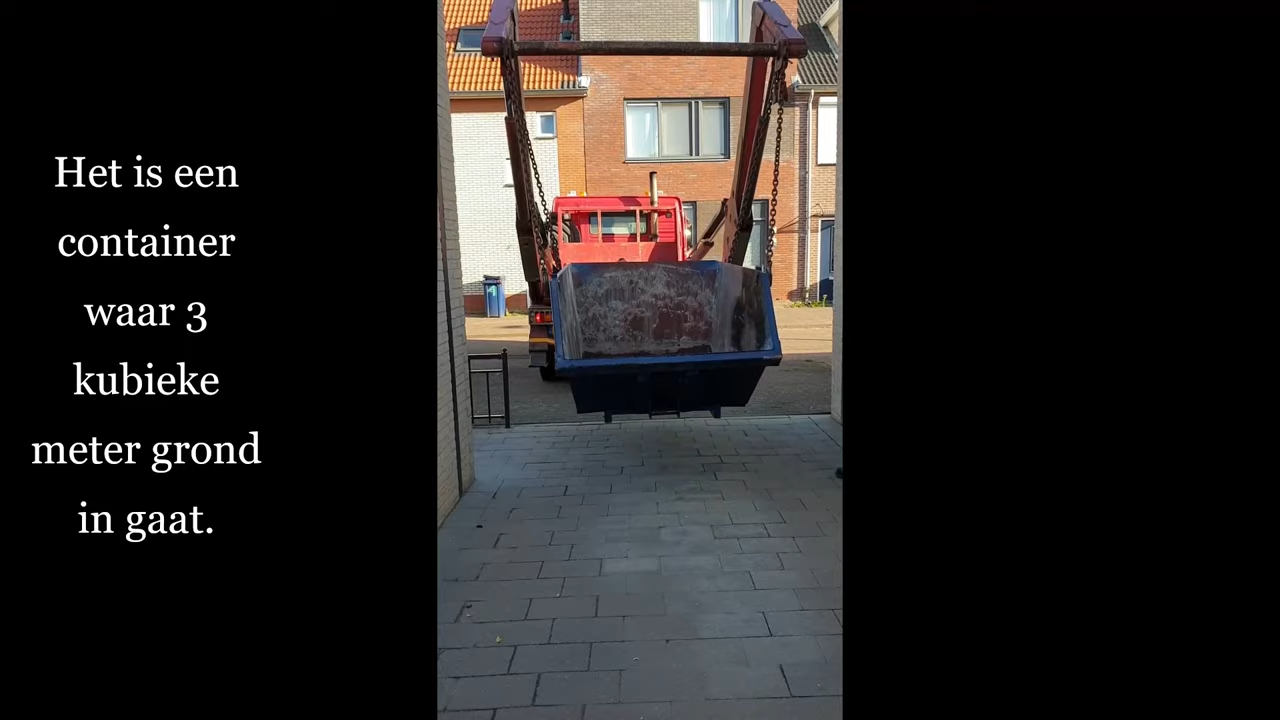 Het is een
container
waar 3
kubieke
meter grond
in gaat.